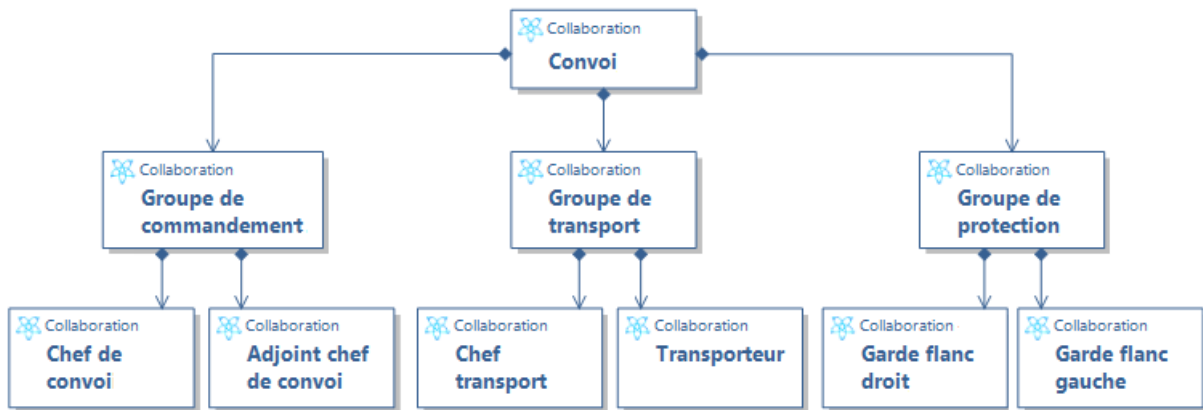 Collaboration
Convoi
Collaboration
Groupe de
commandement
Collaboration
Groupe de
transport
Collaboration
Groupe de
protection
Collaboration
Chef de
convoi
Collaboration
Adjoint chef
de convoi
Collaboration
Chef
transport
Collaboration
Transporteur
Collaboration
Garde flanc
droit
Collaboration
Garde flanc
gauche